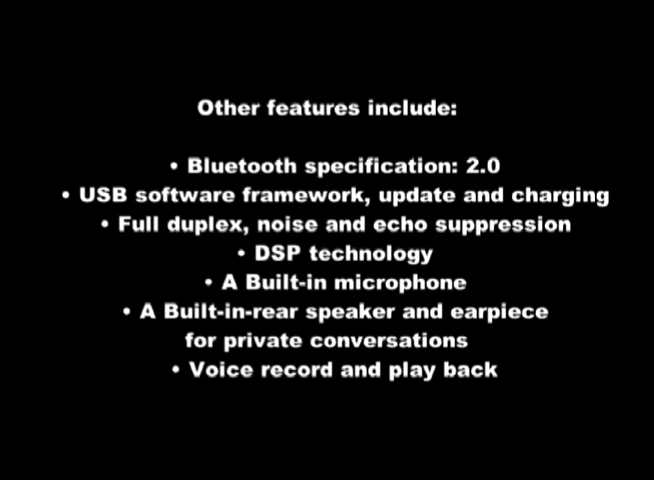 Other features include:
• Bluetooth specification: 2.0
• USB software framework, update and charging
• Full duplex, noise and echo suppression
• DSP technology
• A Built-in microphone
• A Built-in-rear speaker and earpiece
for private conversations
• Voice record and play back